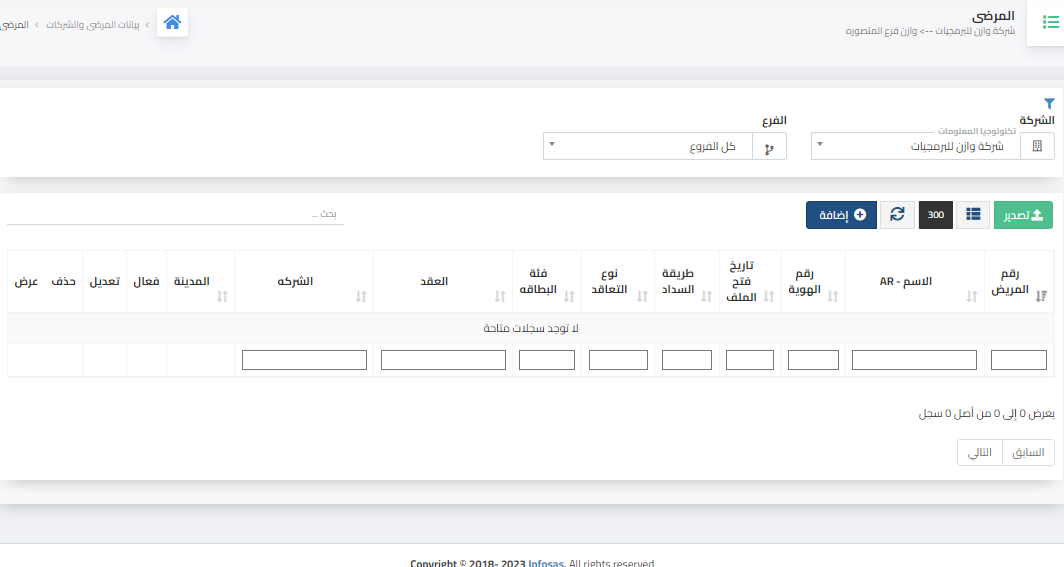 المرضى
شركة وازن للبرمجيات --> وازن فرع المنصوره
بيانات المرضى والشركات > المرضى
الشركة
تكنولوجيا المعلومات
شركة وازن للبرمجيات
الفرع
كل الفروع
تصدير
300
إضافة
بحث ...
رقم المريض
الاسم - AR
رقم الهوية
تاريخ فتح الملف
طريقة السداد
نوع التعاقد
فئة البطاقه
العقد
الشركه
المدينة
فعال
تعديل
حذف
عرض
لا توجد سجلات متاحة
يعرض 0 إلى 0 من أصل 0 سجل
السابق
التالي
Copyright © 2018- 2023 Infosas. All rights reserved